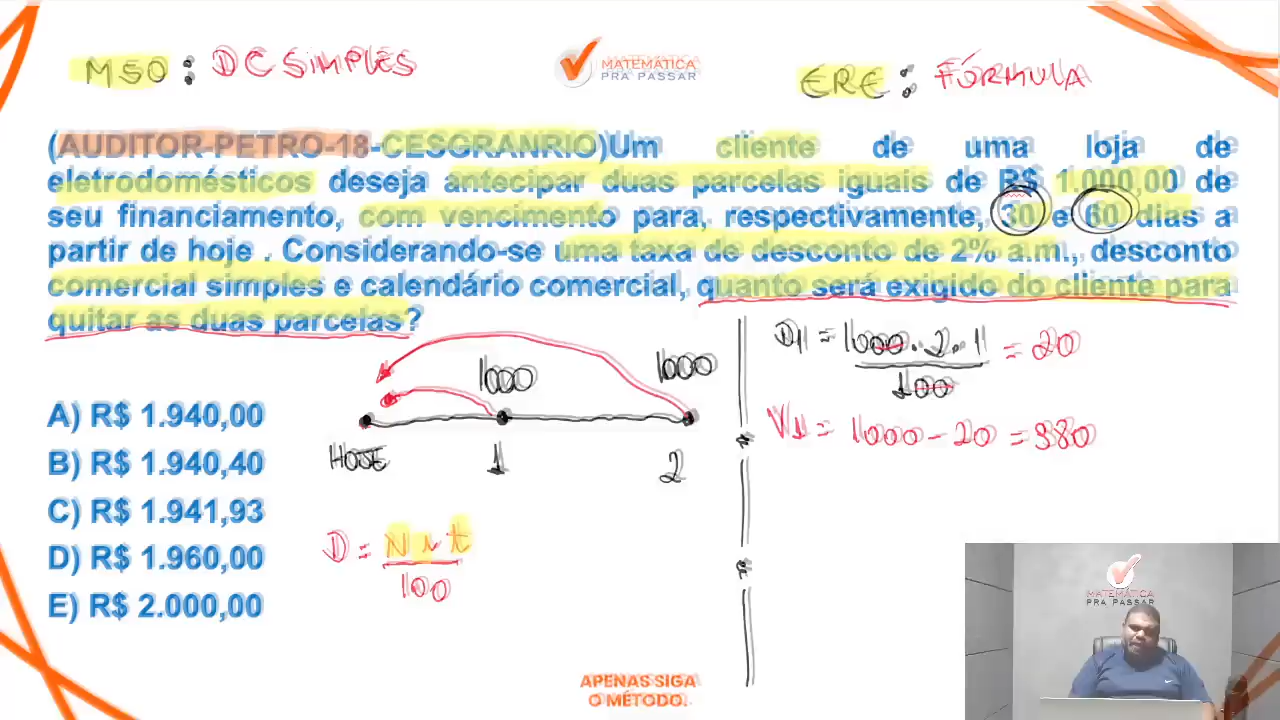 MSO : DC SIMPLES
MATEMÁTICA
PRA PASSAR
ERE : FÓRMULA
(AUDITOR-PETRO-18-CESGRANRIO)Um cliente de uma loja de
eletrodomésticos deseja antecipar duas parcelas iguais de R$ 1.000,00 de
seu financiamento, com vencimento para, respectivamente, 30 e 60 dias a
partir de hoje . Considerando-se uma taxa de desconto de 2% a.m., desconto
comercial simples e calendário comercial, quanto será exigido do cliente para
quitar as duas parcelas?
1000 1000
HOJE 1 2
A) R$ 1.940,00
B) R$ 1.940,40
C) R$ 1.941,93
D) R$ 1.960,00
E) R$ 2.000,00
D = N i t
100
D1 = 1000 . 2 . 1 = 20
100
V1 = 1000 - 20 = 980
MATEMÁTICA
PRA PASSAR
APENAS SIGA
O MÉTODO.